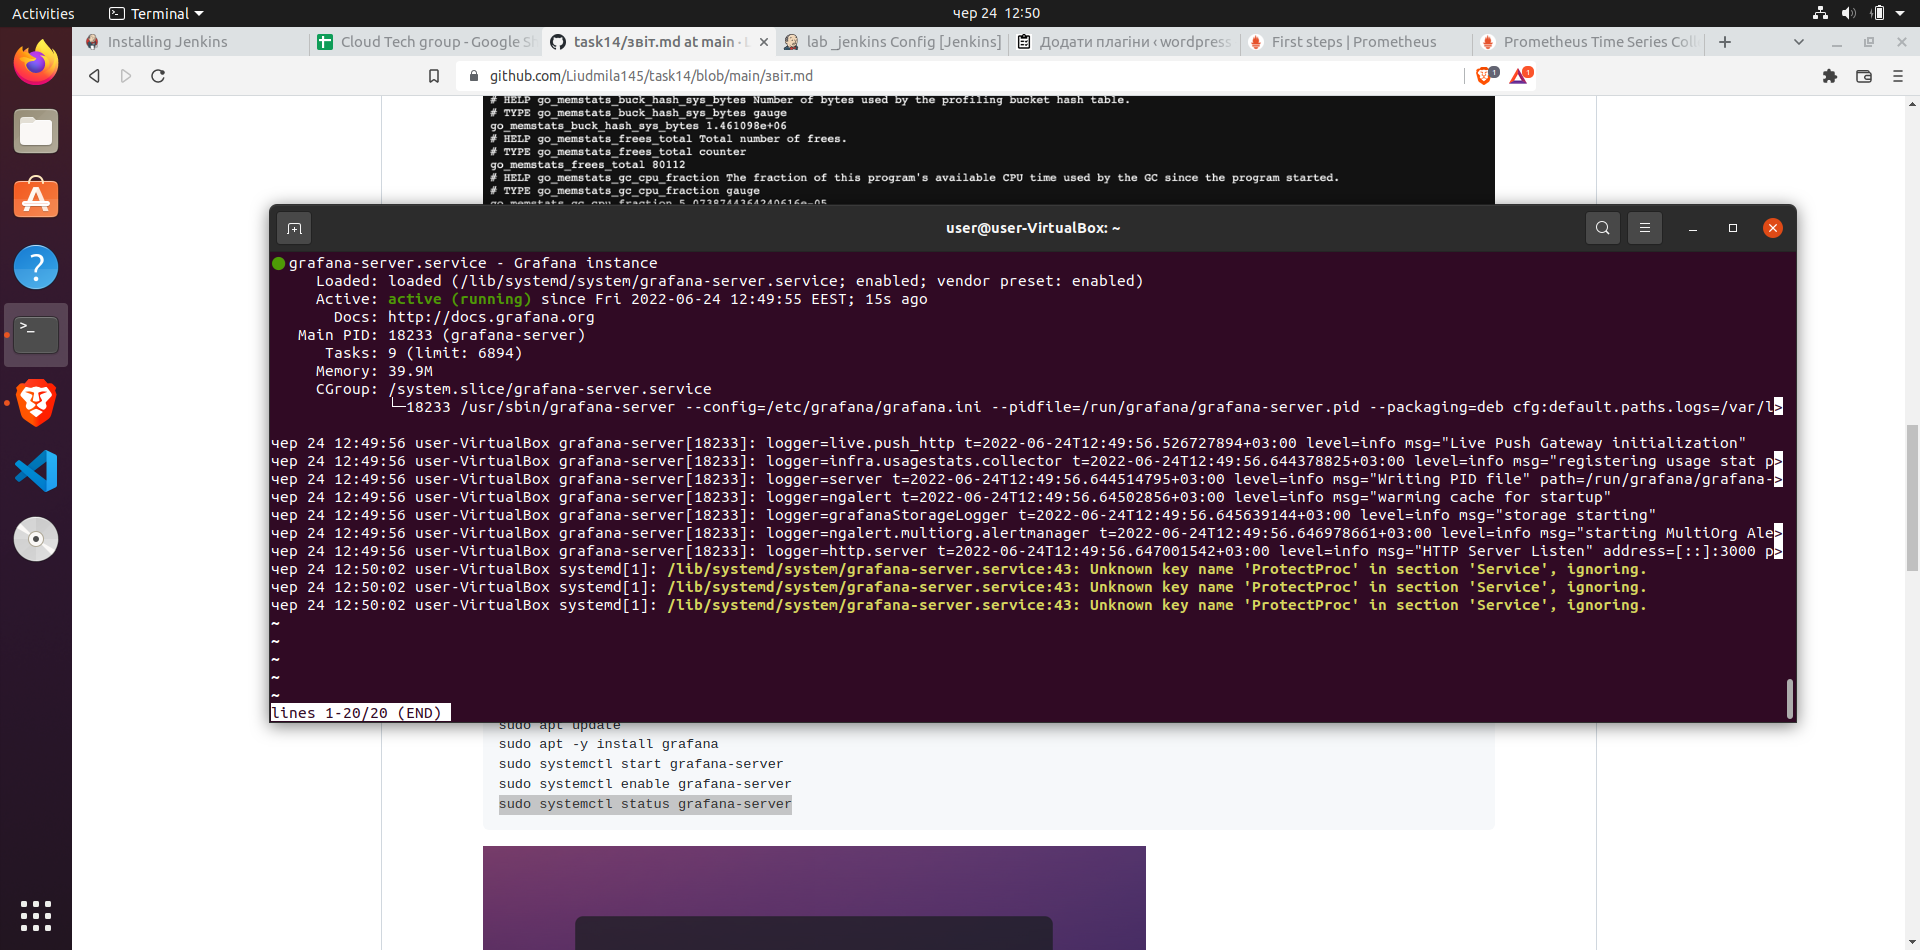 Activities
Terminal
чер 24 12:50
Installing Jenkins
Cloud Tech group - Google Sh
task14/звіт.md at main · L
lab _jenkins Config [Jenkins]
Додати плагіни ‹ wordpress
First steps | Prometheus
Prometheus Time Series Coll
github.com/Liudmila145/task14/blob/main/звіт.md
1
1
# HELP go_memstats_buck_hash_sys_bytes Number of bytes used by the profiling bucket hash table.
# TYPE go_memstats_buck_hash_sys_bytes gauge
go_memstats_buck_hash_sys_bytes 1.461098e+06
# HELP go_memstats_frees_total Total number of frees.
# TYPE go_memstats_frees_total counter
go_memstats_frees_total 80112
# HELP go_memstats_gc_cpu_fraction The fraction of this program's available CPU time used by the GC since the program started.
# TYPE go_memstats_gc_cpu_fraction gauge
go_memstats_gc_cpu_fraction 5.0738744364240616e-05
user@user-VirtualBox: ~
grafana-server.service - Grafana instance
Loaded: loaded (/lib/systemd/system/grafana-server.service; enabled; vendor preset: enabled)
Active: active (running) since Fri 2022-06-24 12:49:55 EEST; 15s ago
Docs: http://docs.grafana.org
Main PID: 18233 (grafana-server)
Tasks: 9 (limit: 6894)
Memory: 39.9M
CGroup: /system.slice/grafana-server.service
└─18233 /usr/sbin/grafana-server --config=/etc/grafana/grafana.ini --pidfile=/run/grafana/grafana-server.pid --packaging=deb cfg:default.paths.logs=/var/l>
чер 24 12:49:56 user-VirtualBox grafana-server[18233]: logger=live.push_http t=2022-06-24T12:49:56.526727894+03:00 level=info msg="Live Push Gateway initialization"
чер 24 12:49:56 user-VirtualBox grafana-server[18233]: logger=infra.usagestats.collector t=2022-06-24T12:49:56.644378825+03:00 level=info msg="registering usage stat p>
чер 24 12:49:56 user-VirtualBox grafana-server[18233]: logger=server t=2022-06-24T12:49:56.644514795+03:00 level=info msg="Writing PID file" path=/run/grafana/grafana->
чер 24 12:49:56 user-VirtualBox grafana-server[18233]: logger=ngalert t=2022-06-24T12:49:56.64502856+03:00 level=info msg="warming cache for startup"
чер 24 12:49:56 user-VirtualBox grafana-server[18233]: logger=grafanaStorageLogger t=2022-06-24T12:49:56.645639144+03:00 level=info msg="storage starting"
чер 24 12:49:56 user-VirtualBox grafana-server[18233]: logger=ngalert.multiorg.alertmanager t=2022-06-24T12:49:56.646978661+03:00 level=info msg="starting MultiOrg Ale>
чер 24 12:49:56 user-VirtualBox grafana-server[18233]: logger=http.server t=2022-06-24T12:49:56.647001542+03:00 level=info msg="HTTP Server Listen" address=[::]:3000 p>
чер 24 12:50:02 user-VirtualBox systemd[1]: /lib/systemd/system/grafana-server.service:43: Unknown key name 'ProtectProc' in section 'Service', ignoring.
чер 24 12:50:02 user-VirtualBox systemd[1]: /lib/systemd/system/grafana-server.service:43: Unknown key name 'ProtectProc' in section 'Service', ignoring.
чер 24 12:50:02 user-VirtualBox systemd[1]: /lib/systemd/system/grafana-server.service:43: Unknown key name 'ProtectProc' in section 'Service', ignoring.
~
~
~
~
~
lines 1-20/20 (END)
sudo apt update
sudo apt -y install grafana
sudo systemctl start grafana-server
sudo systemctl enable grafana-server
sudo systemctl status grafana-server